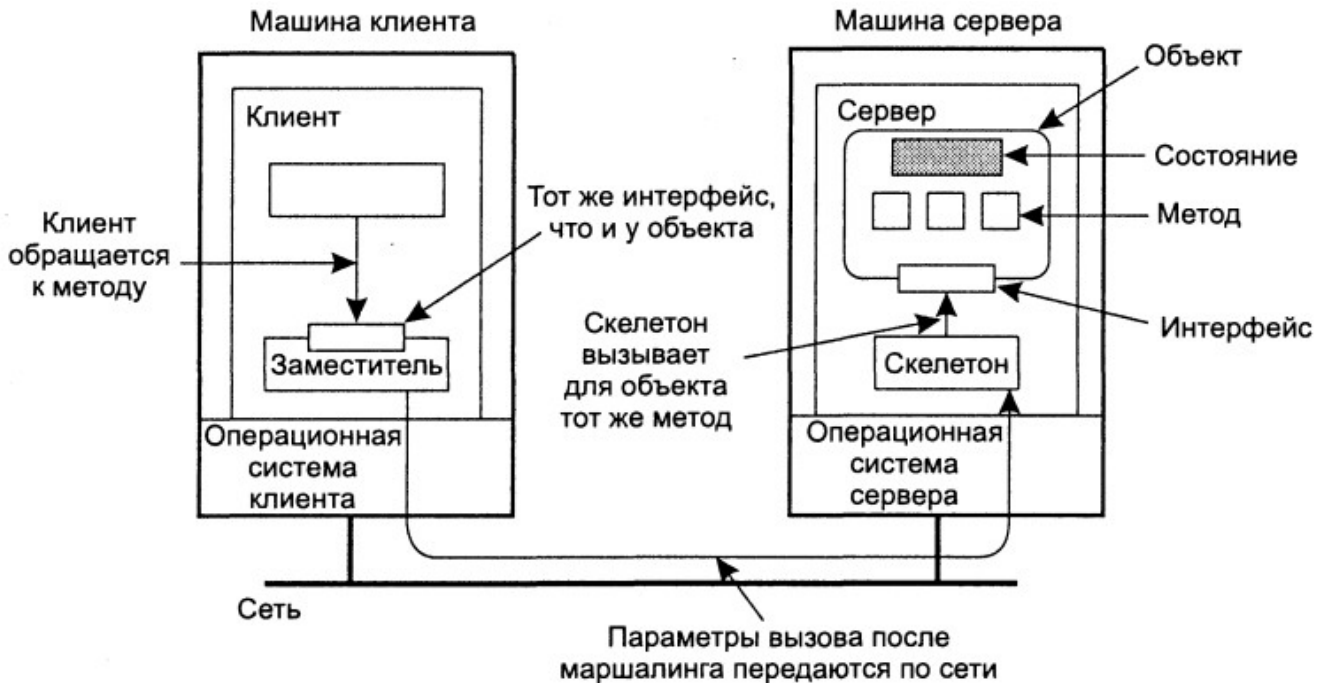 Машина клиента
Машина сервера
Объект
Клиент
Сервер
Состояние
Тот же интерфейс,
что и у объекта
Метод
Клиент
обращается
к методу
Интерфейс
Скелетон
вызывает
для объекта
тот же метод
Заместитель
Скелетон
Операционная
система
клиента
Операционная
система
сервера
Сеть
Параметры вызова после
маршалинга передаются по сети